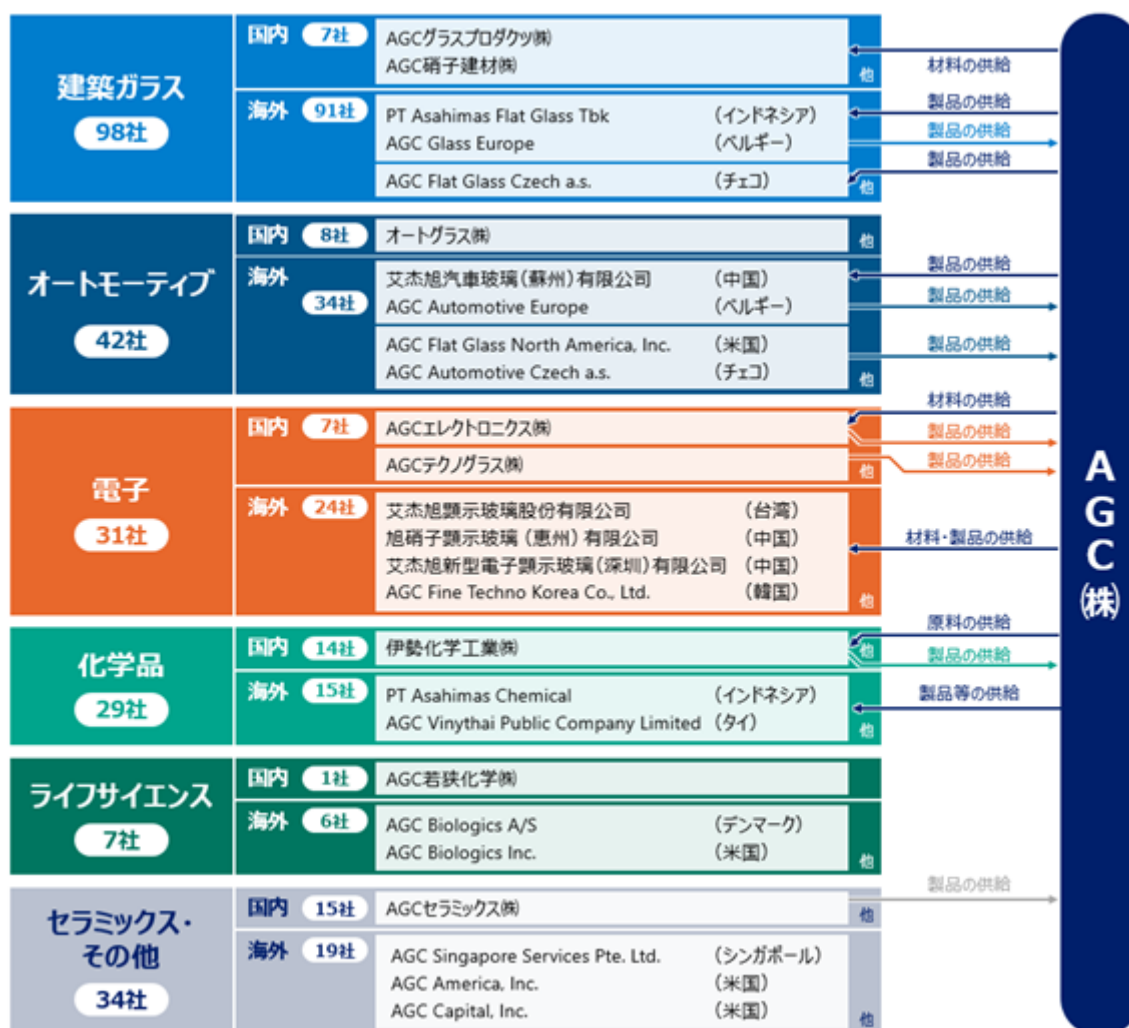 建築ガラス
98社
国内 7社
AGCグラスプロダクツ㈱
AGC硝子建材㈱
他
材料の供給
海外 91社
PT Asahimas Flat Glass Tbk (インドネシア)
AGC Glass Europe (ベルギー)
製品の供給
製品の供給
AGC Flat Glass Czech a.s. (チェコ)
他
製品の供給
オートモーティブ
42社
国内 8社
オートグラス㈱
他
海外
34社
艾杰旭汽車玻璃(蘇州)有限公司 (中国)
AGC Automotive Europe (ベルギー)
製品の供給
製品の供給
AGC Flat Glass North America, Inc. (米国)
AGC Automotive Czech a.s. (チェコ)
他
製品の供給
電子
31社
国内 7社
AGCエレクトロニクス㈱
材料の供給
製品の供給
AGCテクノグラス㈱
他
製品の供給
海外 24社
艾杰旭顕示玻璃股份有限公司 (台湾)
旭硝子顕示玻璃(恵州)有限公司 (中国)
艾杰旭新型電子顕示玻璃(深圳)有限公司 (中国)
AGC Fine Techno Korea Co., Ltd. (韓国)
他
材料・製品の供給
化学品
29社
国内 14社
伊勢化学工業㈱
他
原料の供給
製品の供給
海外 15社
PT Asahimas Chemical (インドネシア)
AGC Vinythai Public Company Limited (タイ)
他
製品等の供給
ライフサイエンス
7社
国内 1社
AGC若狭化学㈱
海外 6社
AGC Biologics A/S (デンマーク)
AGC Biologics Inc. (米国)
他
セラミックス・
その他
34社
国内 15社
AGCセラミックス㈱
他
製品の供給
海外 19社
AGC Singapore Services Pte. Ltd. (シンガポール)
AGC America, Inc. (米国)
AGC Capital, Inc. (米国)
他
AGC㈱